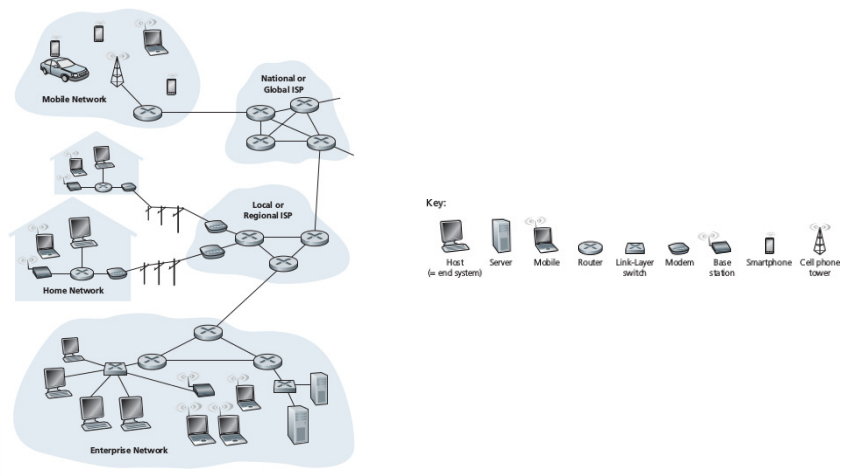 Mobile Network
National or
Global ISP
Local or
Regional ISP
Home Network
Enterprise Network
Key:
Host
(= end system)
Server
Mobile
Router
Link-Layer
switch
Modem
Base
station
Smartphone
Cell phone
tower